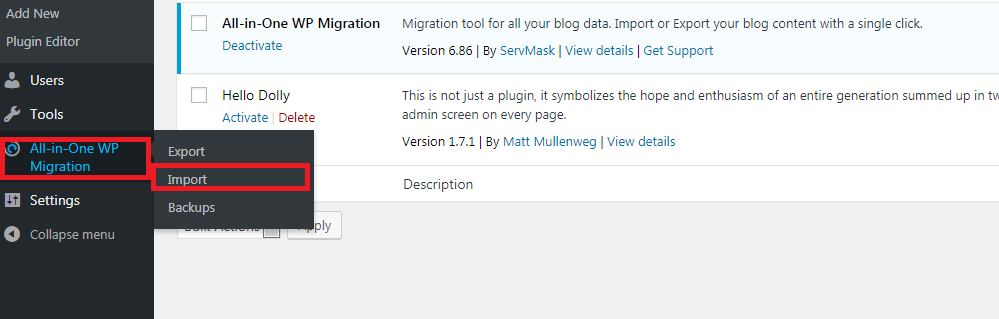 Add New
Plugin Editor
Users
Tools
All-in-One WP
Migration
Settings
Collapse menu
Export
Import
Backups
All-in-One WP Migration
Deactivate
Migration tool for all your blog data. Import or Export your blog content with a single click.
Version 6.86 | By ServMask | View details | Get Support
Hello Dolly
Activate | Delete
This is not just a plugin, it symbolizes the hope and enthusiasm of an entire generation summed up in tw
admin screen on every page.
Version 1.7.1 | By Matt Mullenweg | View details
Description
Bulk Actions
Apply